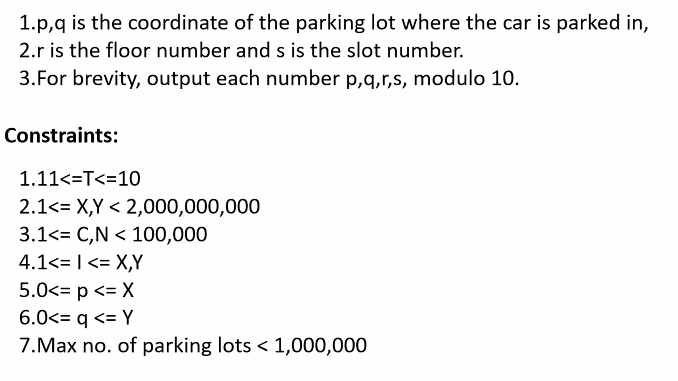 1.p,q is the coordinate of the parking lot where the car is parked in,
2.r is the floor number and s is the slot number.
3.For brevity, output each number p,q,r,s, modulo 10.
Constraints:
1.11<=T<=10
2.1<= X,Y < 2,000,000,000
3.1<= C,N < 100,000
4.1<= I <= X,Y
5.0<= p <= X
6.0<= q <= Y
7.Max no. of parking lots < 1,000,000